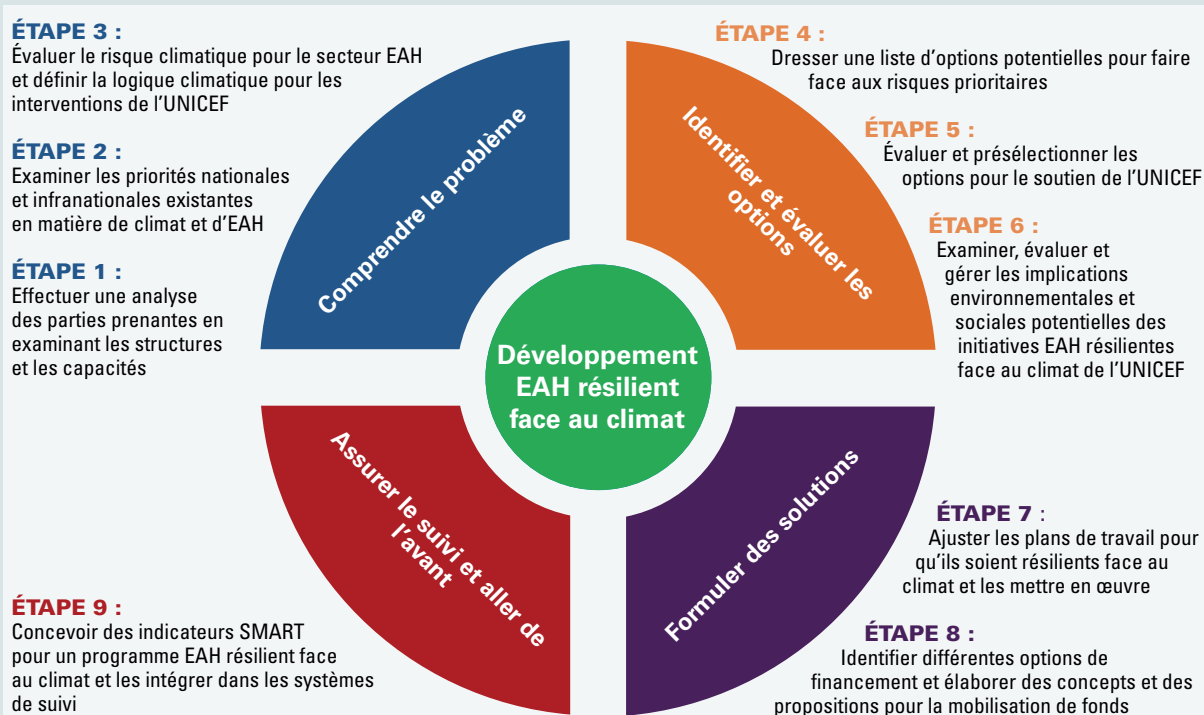 ÉTAPE 3 :
Évaluer le risque climatique pour le secteur EAH
et définir la logique climatique pour les
interventions de l’UNICEF
ÉTAPE 2 :
Examiner les priorités nationales
et infranationales existantes
en matière de climat et d’EAH
ÉTAPE 1 :
Effectuer une analyse
des parties prenantes en
examinant les structures
et les capacités
Comprendre le problème
Identifier et évaluer les
options
ÉTAPE 4 :
Dresser une liste d’options potentielles pour faire
face aux risques prioritaires
ÉTAPE 5 :
Évaluer et présélectionner les
options pour le soutien de l’UNICEF
ÉTAPE 6 :
Examiner, évaluer et
gérer les implications
environnementales et
sociales potentielles des
initiatives EAH résilientes
face au climat de l’UNICEF
Développement
EAH résilient
face au climat
Assurer le suivi et aller de
l’avant
Formuler des solutions
ÉTAPE 7 :
Ajuster les plans de travail pour
qu’ils soient résilients face au
climat et les mettre en œuvre
ÉTAPE 8 :
Identifier différentes options de
financement et élaborer des concepts et des
propositions pour la mobilisation de fonds
ÉTAPE 9 :
Concevoir des indicateurs SMART
pour un programme EAH résilient face
au climat et les intégrer dans les systèmes
de suivi